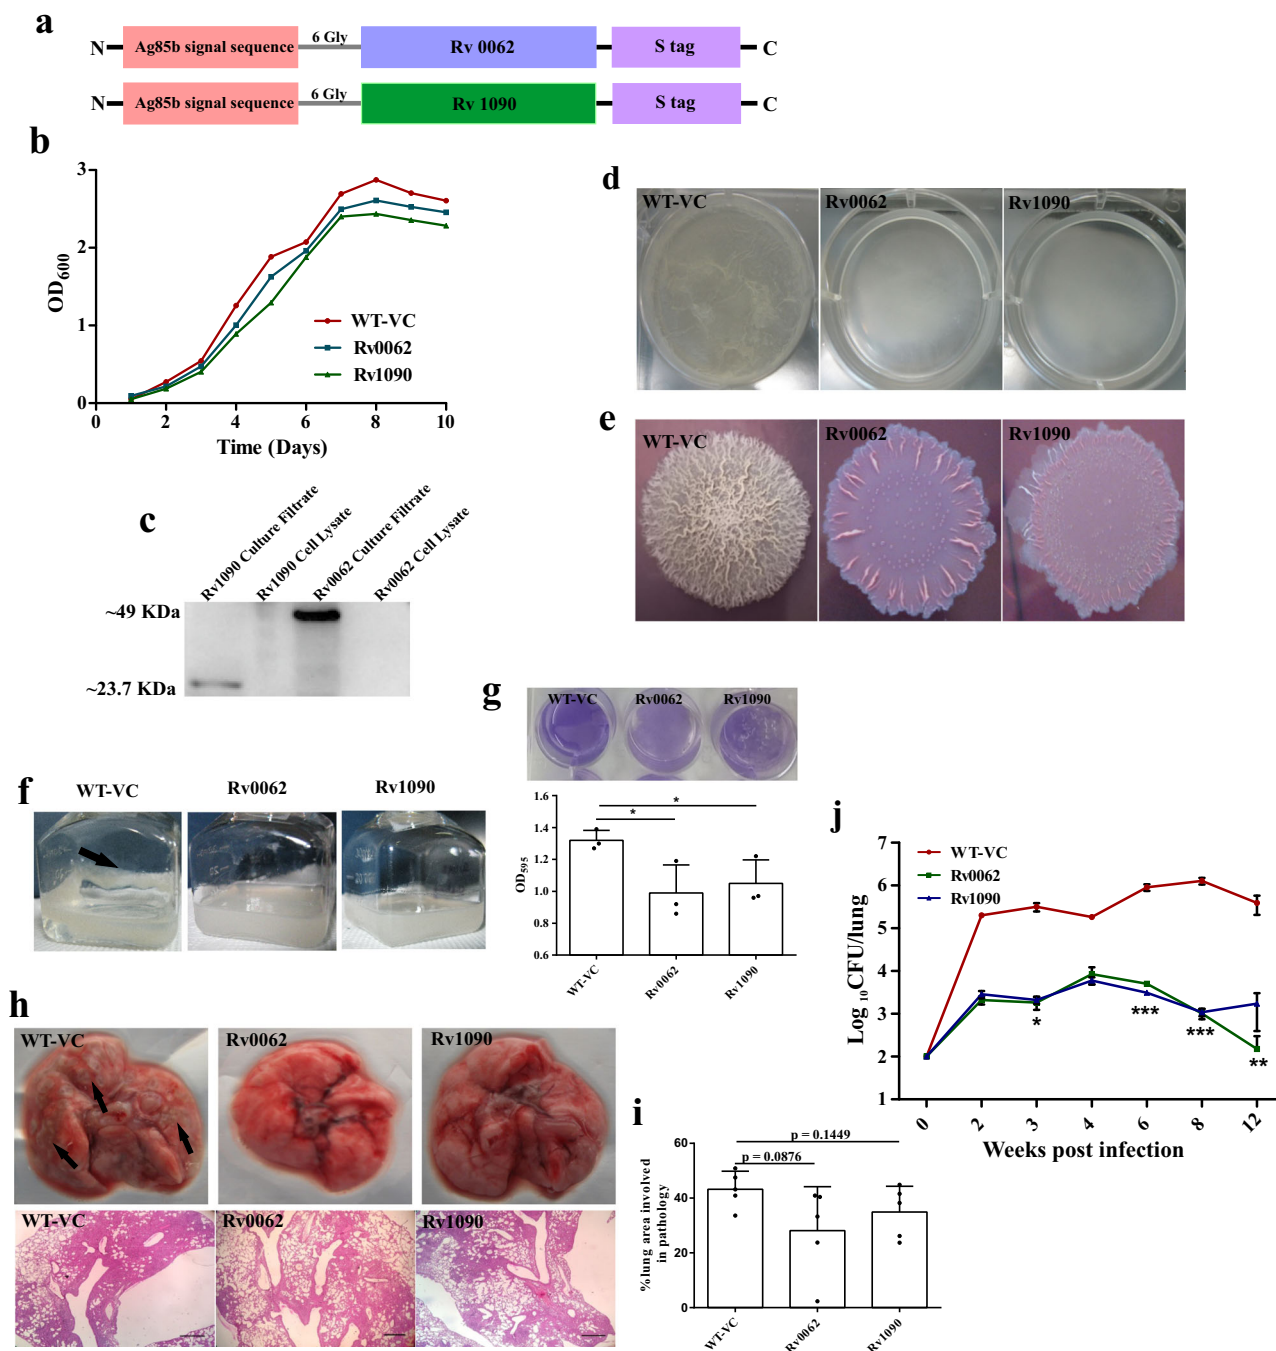 a
N Ag85b signal sequence 6 Gly Rv 0062 S tag C
N Ag85b signal sequence 6 Gly Rv 1090 S tag C
b
3
2
1
0
OD600
0 2 4 6 8 10
Time (Days)
WT-VC
Rv0062
Rv1090
c
Rv1090 Culture Filtrate
Rv1090 Cell Lysate
Rv0062 Culture Filtrate
Rv0062 Cell Lysate
~49 KDa
~23.7 KDa
d
WT-VC Rv0062 Rv1090
e
WT-VC Rv0062 Rv1090
f
WT-VC Rv0062 Rv1090
g
WT-VC Rv0062 Rv1090
1.6
1.4
1.2
1.0
0.8
0.6
OD595
*
*
WT-VC Rv0062 Rv1090
h
WT-VC Rv0062 Rv1090
WT-VC Rv0062 Rv1090
i
60
40
20
0
%lung area involved
in pathology
p = 0.1449
p = 0.0876
WT-VC Rv0062 Rv1090
j
WT-VC
Rv0062
Rv1090
7
6
5
4
3
2
1
Log 10CFU/lung
* *** *** **
0 2 3 4 6 8 12
Weeks post infection